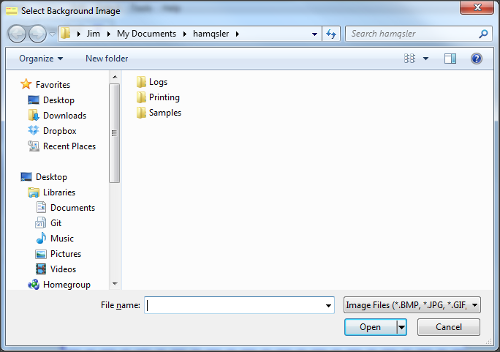 Select Background Image
Tools Help
Jim My Documents hamqsler
Search hamqsler
Organize New folder
Favorites
Desktop
Downloads
Dropbox
Recent Places
Desktop
Libraries
Documents
Git
Music
Pictures
Videos
Homegroup
Logs
Printing
Samples
File name:
Image Files (*.BMP, *.JPG, *.GIF,
Open Cancel